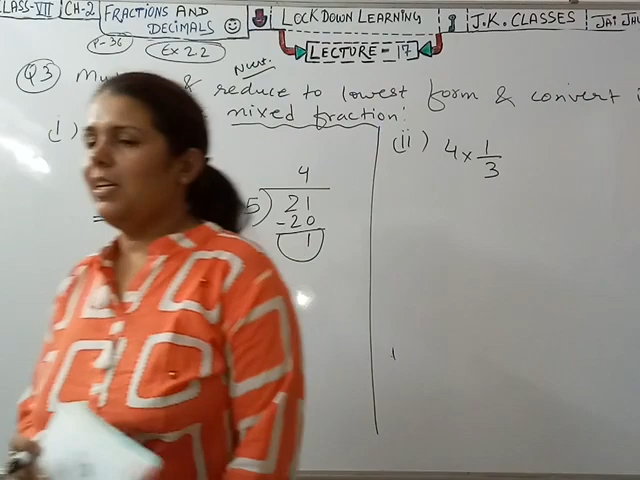 CLASS-VII CH-2 FRACTIONS AND DECIMALS LOCKDOWN LEARNING J.K. CLASSES JAI
P-36 EX 2.2 LECTURE - 17
Num.
Q3 & reduce to lowest form & convert
mixed fraction:
(i)
4
5) 21
-20
1
(ii) 4 × 1/3